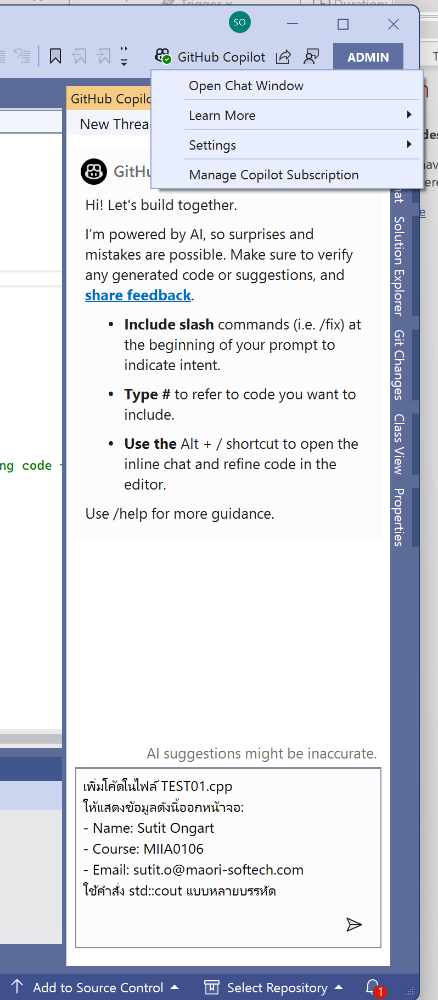 Trigger
Duration:
SO
GitHub Copilot
ADMIN
Open Chat Window
Learn More
Settings
Manage Copilot Subscription
GitHub
New
Hi! Let's build together.
I'm powered by AI, so surprises and
mistakes are possible. Make sure to verify
any generated code or suggestions, and
share feedback.
• Include slash commands (i.e. /fix) at
the beginning of your prompt to
indicate intent.
• Type # to refer to code you want to
include.
• Use the Alt + / shortcut to open the
inline chat and refine code in the
editor.
Use /help for more guidance.
Solution Explorer
Git Changes
Class View
Properties
ng code
AI suggestions might be inaccurate.
เพิ่มโค้ดในไฟล์ TEST01.cpp
ให้แสดงข้อมูลดังนี้ออกหน้าจอ:
- Name: Sutit Ongart
- Course: MIIA0106
- Email: sutit.o@maori-softech.com
ใช้คำสั่ง std::cout แบบหลายบรรหัด
Add to Source Control
Select Repository
1